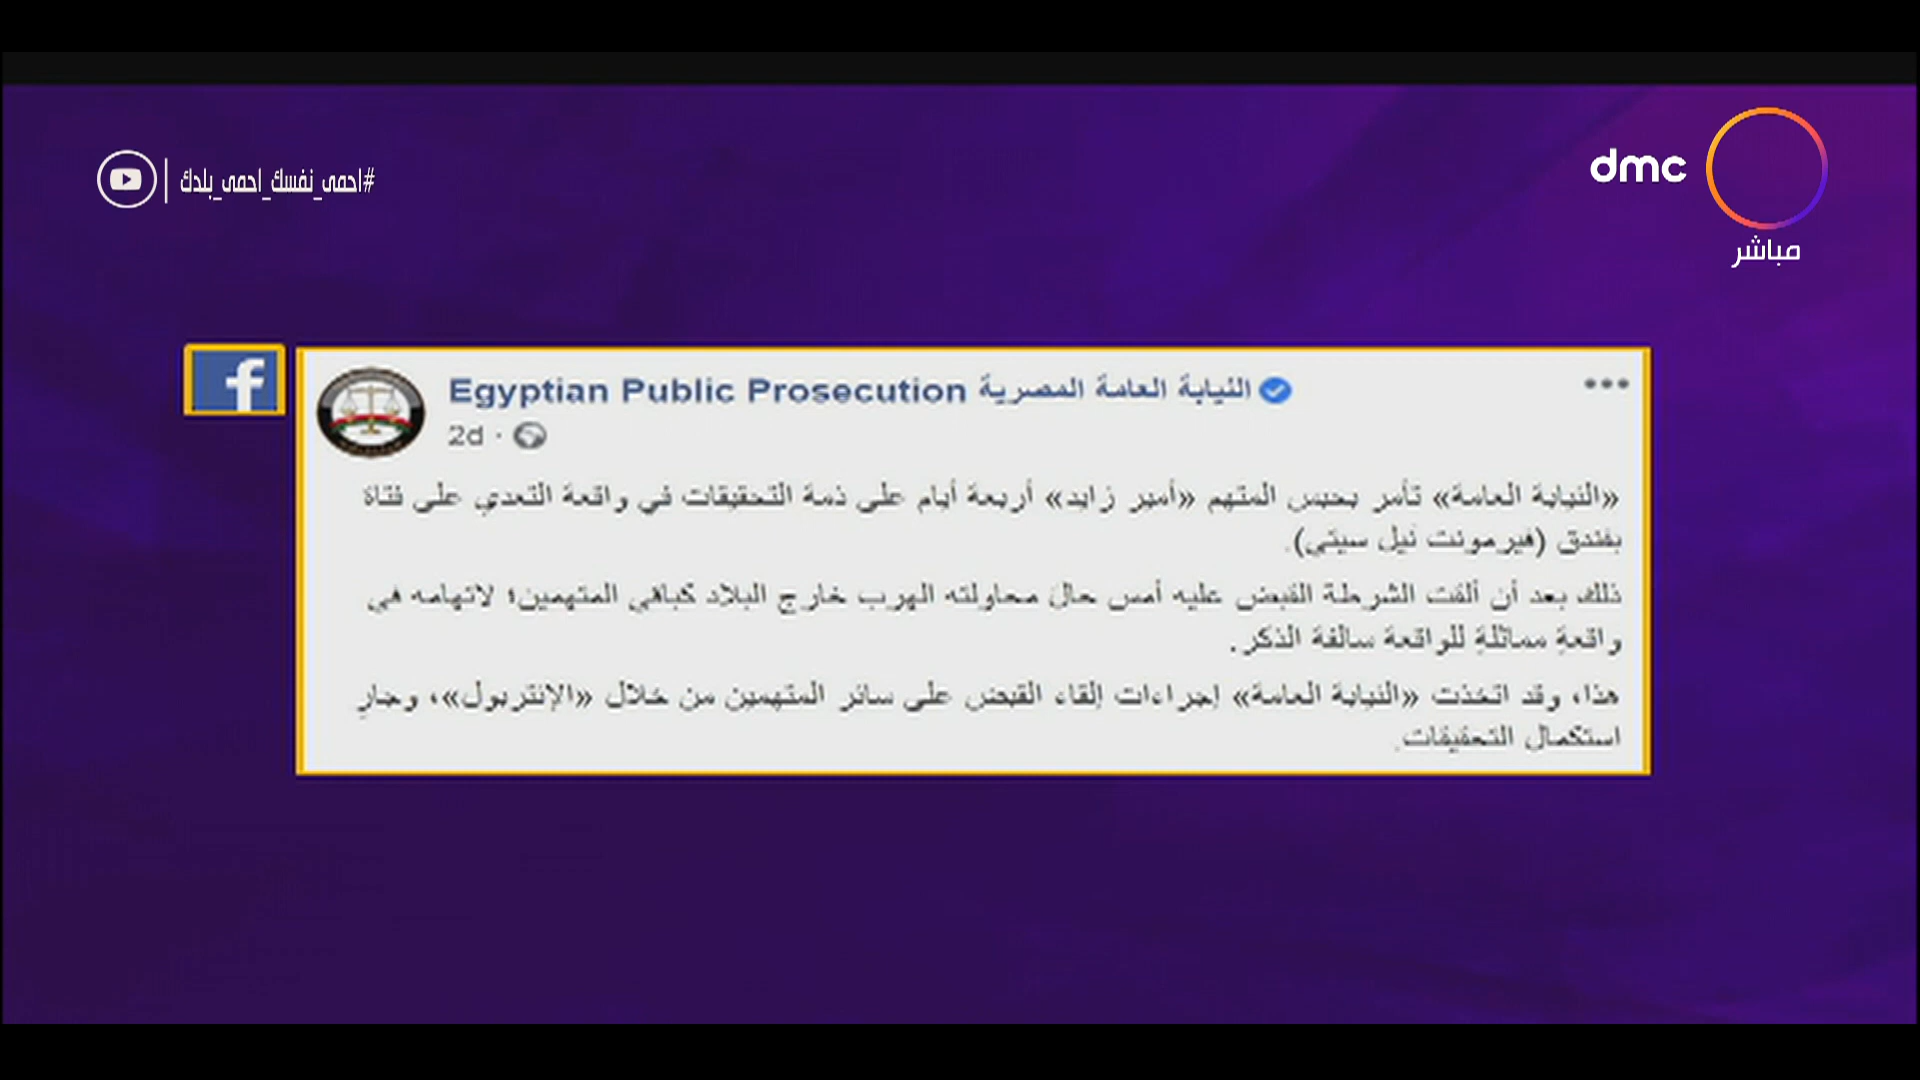 #احمى_نفسك_احمى_بلدك
dmc
مباشر
Egyptian Public Prosecution النيابة العامة المصرية
2d
«النيابة العامة» تأمر بحبس المتهم «أمير زايد» أربعة أيام على ذمة التحقيقات في واقعة التعدي على فتاة
بفندق (فيرمونت نيل سيتي).
ذلك بعد أن ألقت الشرطة القبض عليه أمس حالَ محاولته الهرب خارج البلاد كباقي المتهمين؛ لاتهامه في
واقعةٍ مماثلةٍ للواقعة سالفة الذكر.
هذا، وقد اتخذت «النيابة العامة» إجراءات إلقاء القبض على سائر المتهمين من خلال «الإنتربول»، وجارٍ
استكمال التحقيقات.